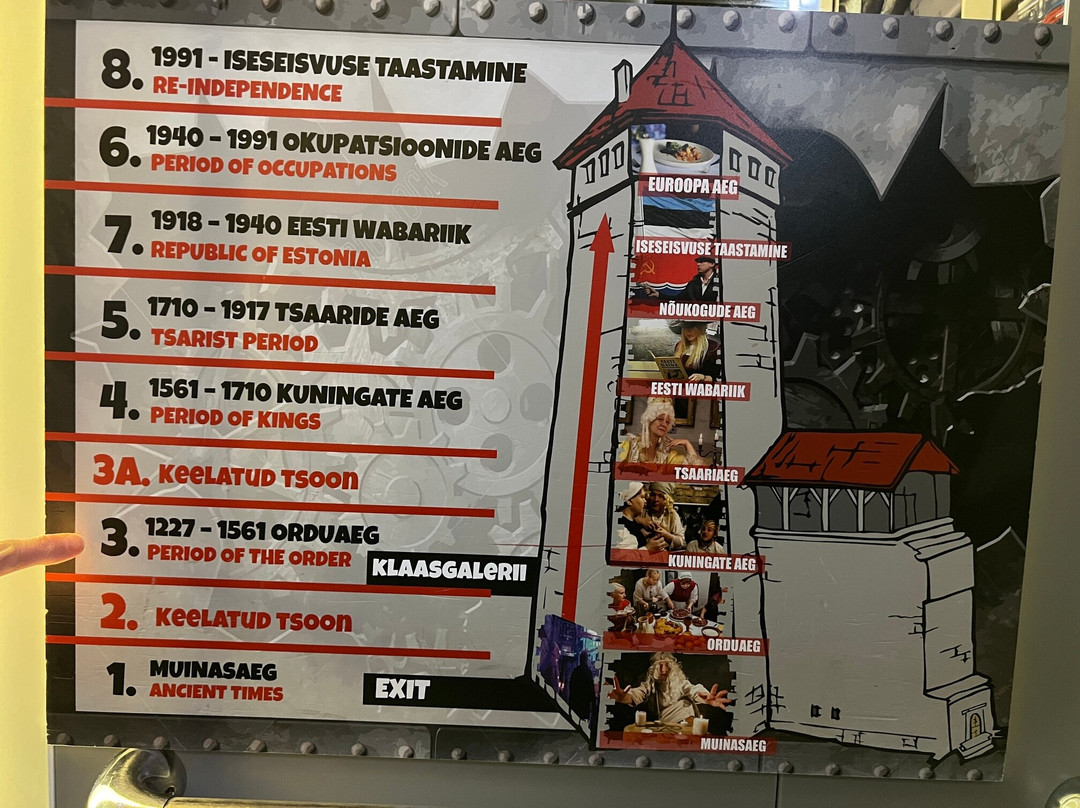 8. 1991 - ISESEISVUSE TAASTAMINE
RE-INDEPENDENCE
6. 1940 - 1991 OKUPATSIOONIDE AEG
PERIOD OF OCCUPATIONS
7. 1918 - 1940 EESTI WABARIIK
REPUBLIC OF ESTONIA
5. 1710 - 1917 TSAARIDE AEG
TSARIST PERIOD
4. 1561 - 1710 KUNINGATE AEG
PERIOD OF KINGS
3A. KEELATUD TSOON
3. 1227 - 1561 ORDUAEG
PERIOD OF THE ORDER
KLAASGALERII
2. KEELATUD TSOON
1. MUINASAEG
ANCIENT TIMES
EXIT
EUROOPA AEG
ISESEISVUSE TAASTAMINE
NÕUKOGUDE AEG
EESTI WABARIIK
TSAARIAEG
KUNINGATE AEG
ORDUAEG
MUINASAEG